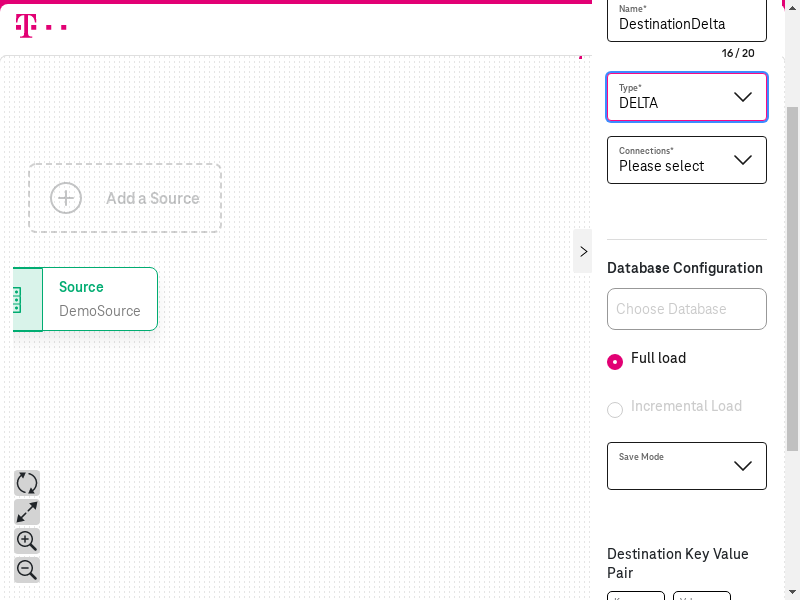 T
Name*
DestinationDelta
16 / 20
Type*
DELTA
Connections*
Please select
Add a Source
Source
DemoSource
Database Configuration
Choose Database
Full load
Incremental Load
Save Mode
Destination Key Value
Pair